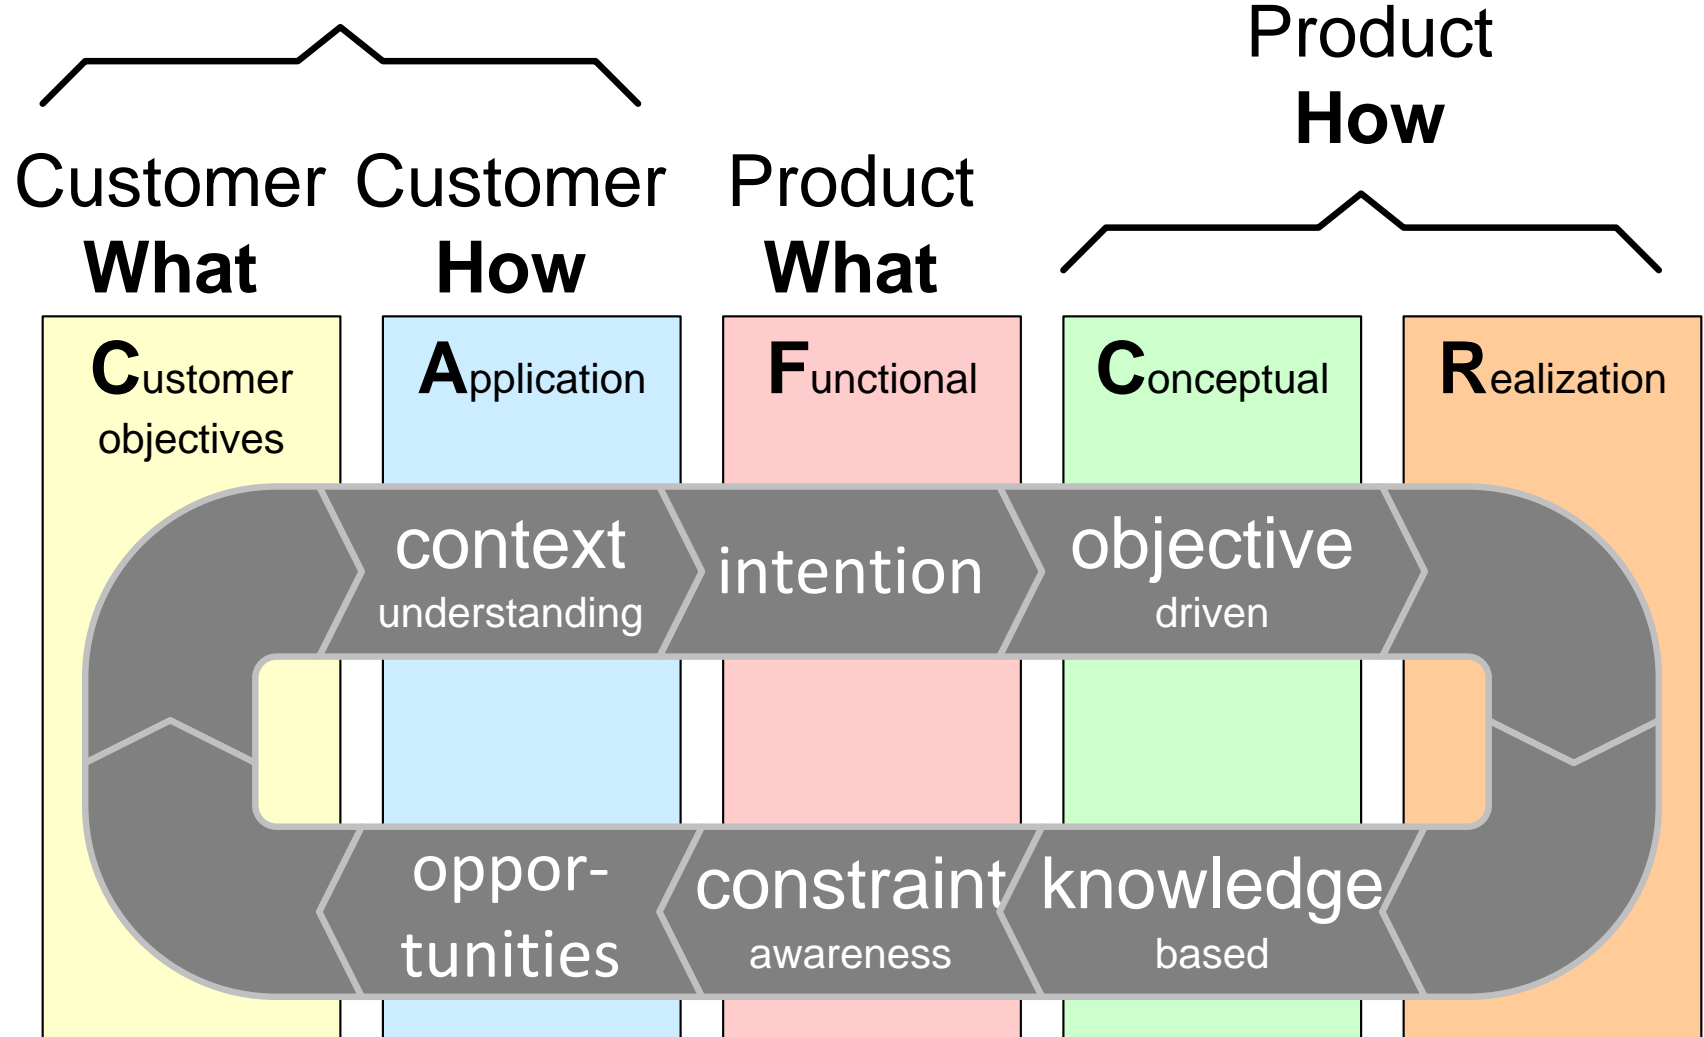 Product
How
Customer Customer Product
What How What
Customer
objectives
Application
Functional
Conceptual
Realization
context
understanding
intention
objective
driven
oppor-
tunities
constraint
awareness
knowledge
based